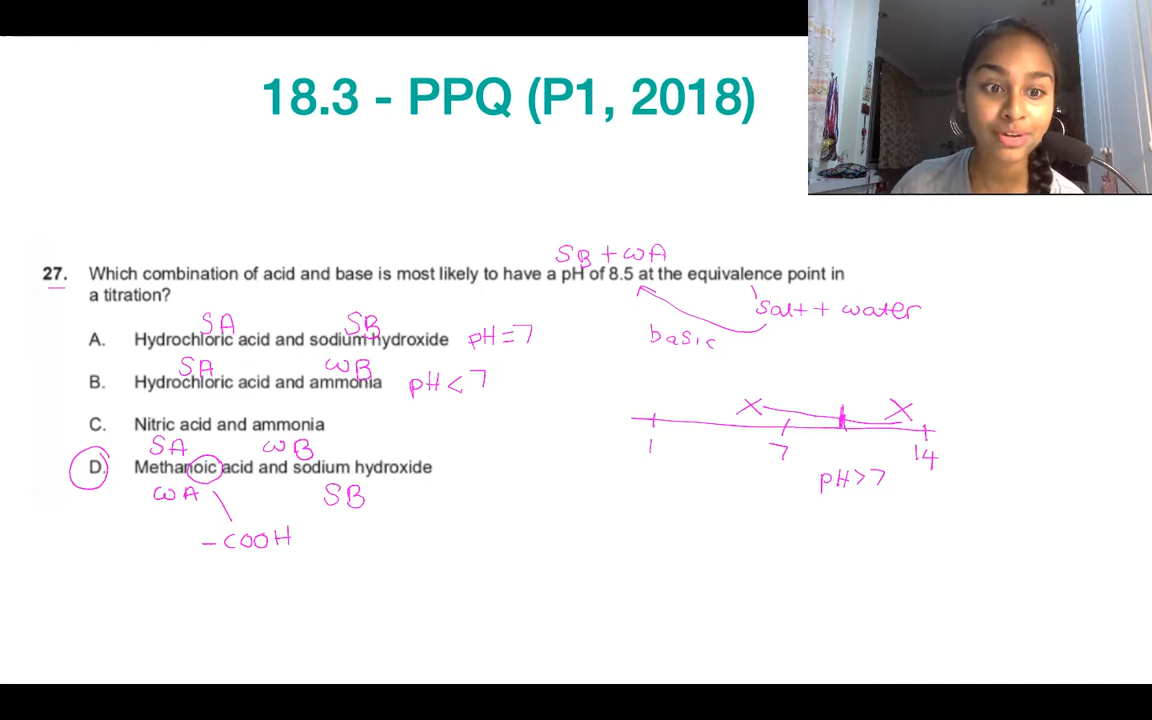 18.3 - PPQ (P1, 2018)
SB + WA
27. Which combination of acid and base is most likely to have a pH of 8.5 at the equivalence point in
a titration?
salt + water
basic
SA SB
A. Hydrochloric acid and sodium hydroxide pH=7
SA WB
B. Hydrochloric acid and ammonia pH<7
C. Nitric acid and ammonia
SA WB
D. Methanoic acid and sodium hydroxide
WA SB
-COOH
X X
1 7 14
pH>7